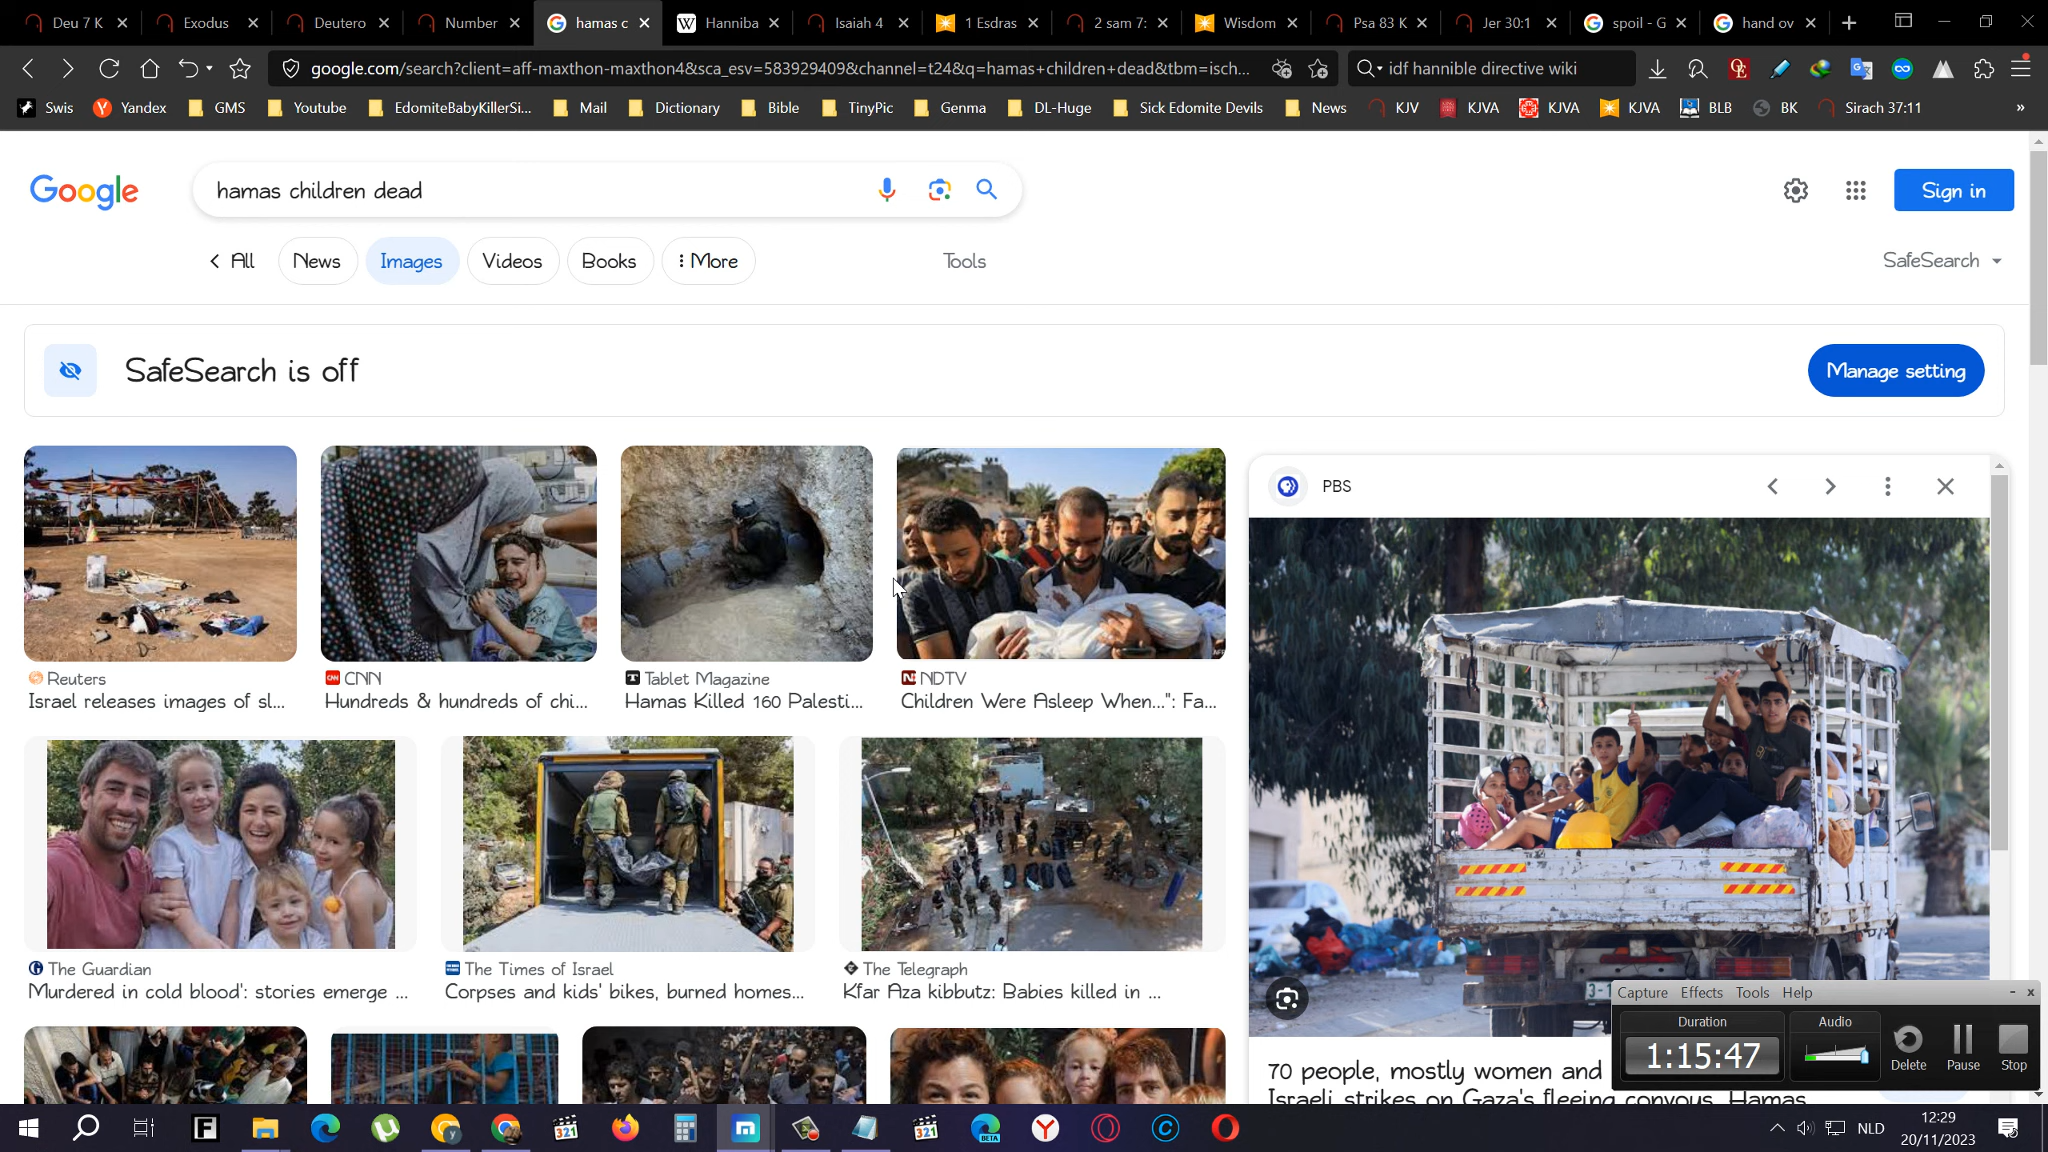 Deu 7 K
Exodus
Deutero
Number
hamas c
Hanniba
Isaiah 4
1 Esdras
2 sam 7:
Wisdom
Psa 83 K
Jer 30:1
spoil - G
hand ov
google.com/search?client=aff-maxthon-maxthon4&sca_esv=583929409&channel=t24&q=hamas+children+dead&tbm=isch...
idf hannible directive wiki
Swis
Yandex
GMS
Youtube
EdomiteBabyKillerSi...
Mail
Dictionary
Bible
TinyPic
Genma
DL-Huge
Sick Edomite Devils
News
KJV
KJVA
KJVA
KJVA
BLB
BK
Sirach 37:11
Google
hamas children dead
Sign in
All
News
Images
Videos
Books
More
Tools
SafeSearch
SafeSearch is off
Manage setting
Reuters
Israel releases images of sl...
CNN
Hundreds & hundreds of chi...
Tablet Magazine
Hamas Killed 160 Palesti...
NDTV
Children Were Asleep When...": Fa...
The Guardian
Murdered in cold blood': stories emerge ...
The Times of Israel
Corpses and kids' bikes, burned homes...
The Telegraph
Kfar Aza kibbutz: Babies killed in ...
PBS
70 people, mostly women and
Israeli strikes on Gaza's fleeing convoys, Hamas
Capture Effects Tools Help
Duration
1:15:47
Audio
Delete
Pause
Stop
NLD
12:29
20/11/2023